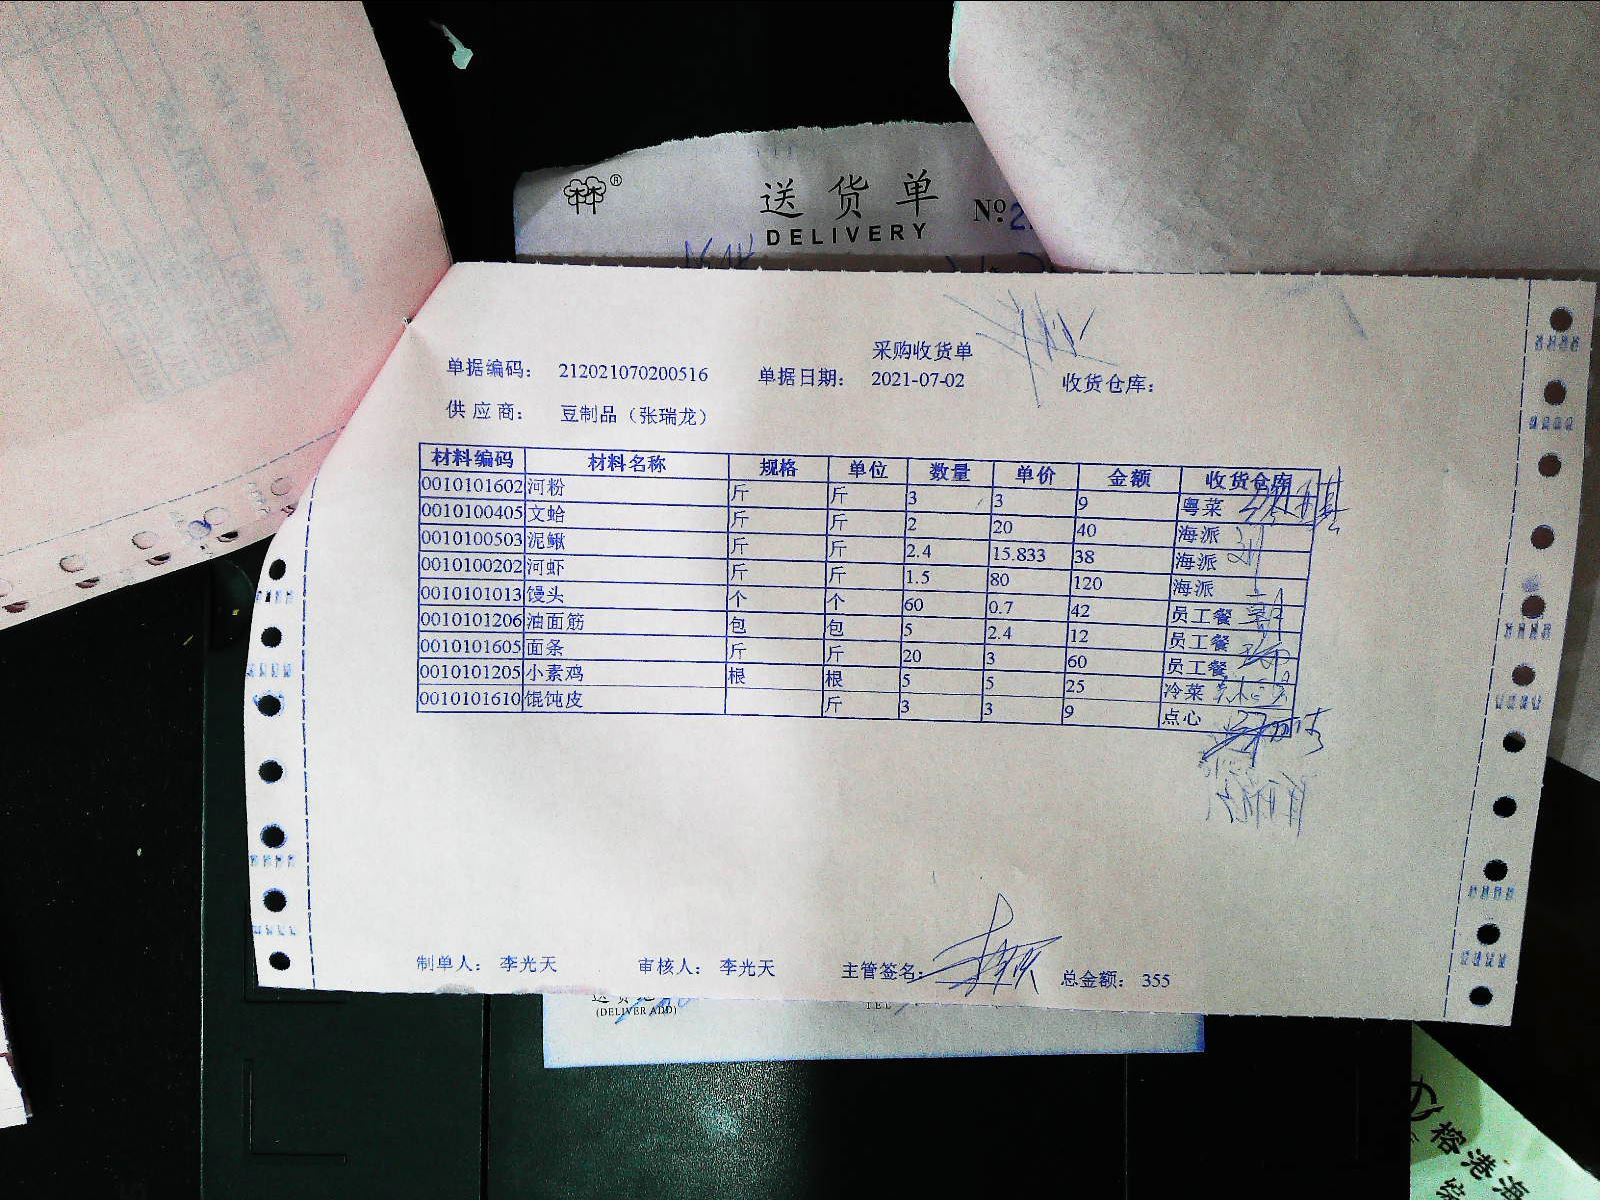 送货单
DELIVERY
№ 2
采购收货单
单据编码： 212021070200516 单据日期： 2021-07-02 收货仓库：
供应商： 豆制品（张瑞龙）
材料编码 材料名称 规格 单位 数量 单价 金额 收货仓库
0010101602 河粉 斤 斤 3 3 9 粤菜
0010100405 文蛤 斤 斤 2 20 40 海派
0010100503 泥鳅 斤 斤 2.4 15.833 38 海派
0010100202 河虾 斤 斤 1.5 80 120 海派
0010101013 馒头 个 个 60 0.7 42 员工餐
0010101206 油面筋 包 包 5 2.4 12 员工餐
0010101605 面条 斤 斤 20 3 60 员工餐
0010101205 小素鸡 根 根 5 5 25 冷菜
0010101610 馄饨皮 斤 3 3 9 点心
制单人： 李光天 审核人： 李光天 主管签名： 总金额： 355
(DELIVER ADD) TEL
榕港海